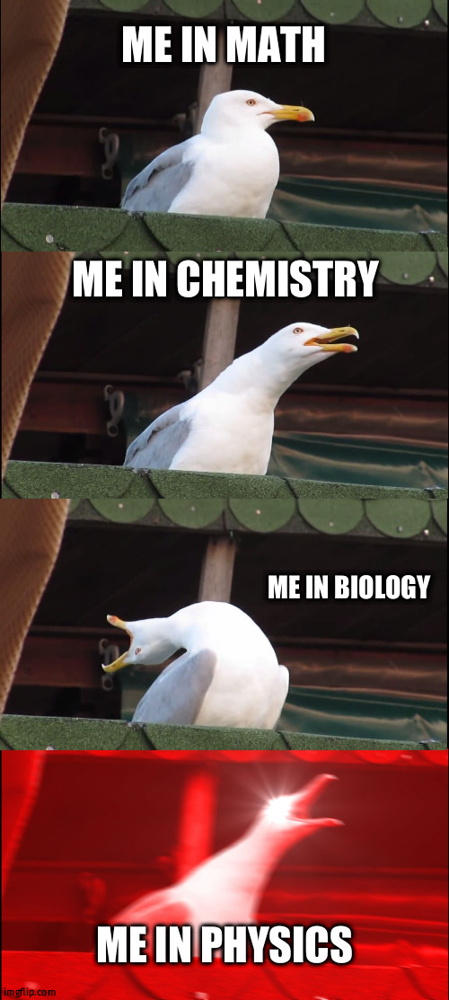 ME IN MATH
ME IN CHEMISTRY
ME IN BIOLOGY
ME IN PHYSICS
imgflip.com